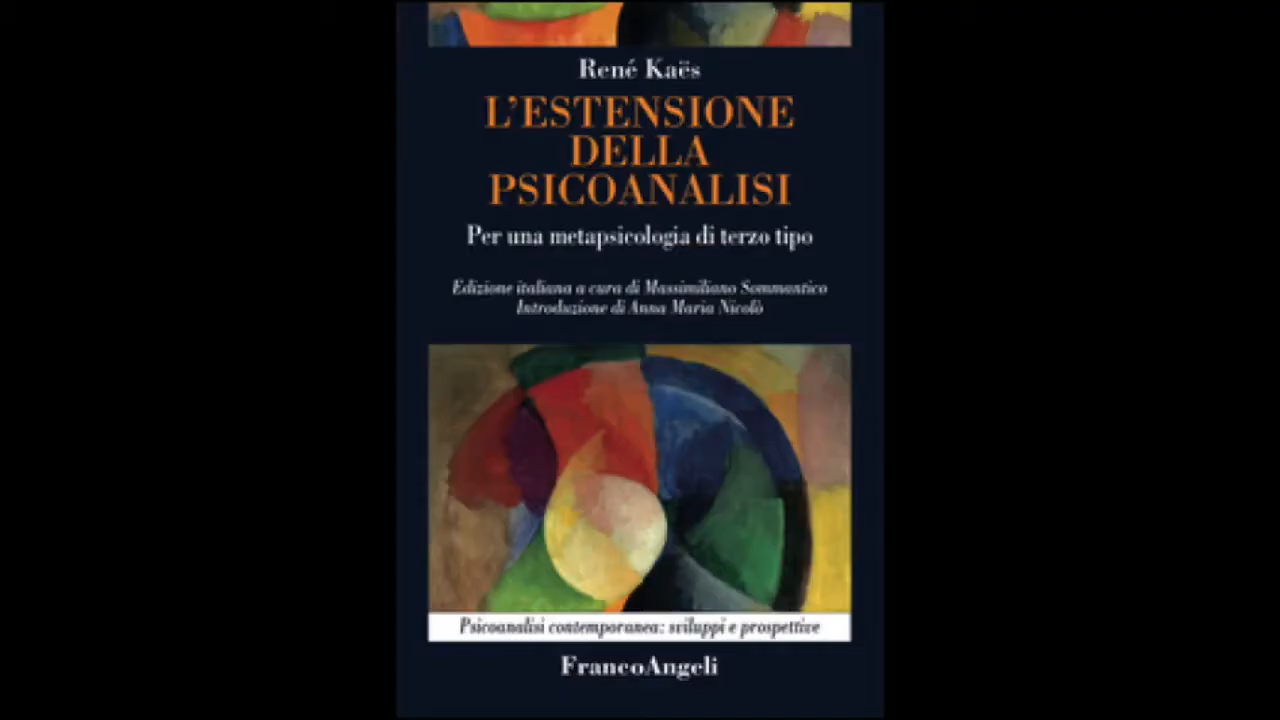 René Kaës
L'ESTENSIONE
DELLA
PSICOANALISI
Per una metapsicologia di terzo tipo
Edizione italiana a cura di Massimiliano Sommantico
Introduzione di Anna Maria Nicolò
Psicoanalisi contemporanea: sviluppi e prospettive
FrancoAngeli